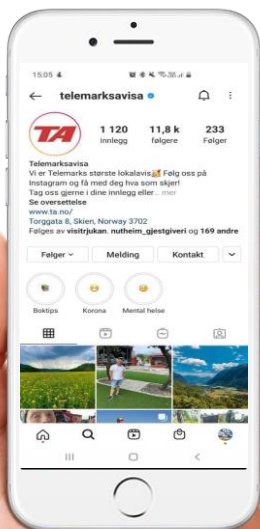 15:05
telemarksavisa
TA
1 120 11,8 k 233
innlegg følgere Følger
Telemarksavisa
Vi er Telemarks største lokalavis🥰 Følg oss på
Instagram og få med deg hva som skjer!
Tag oss gjerne i dine innlegg eller... mer
Se oversettelse
www.ta.no/
Torggata 8, Skien, Norway 3702
Følges av visitrjukan, nutheim_gjestgiveri og 169 andre
Følger Melding Kontakt
Boktips Korona Mental helse